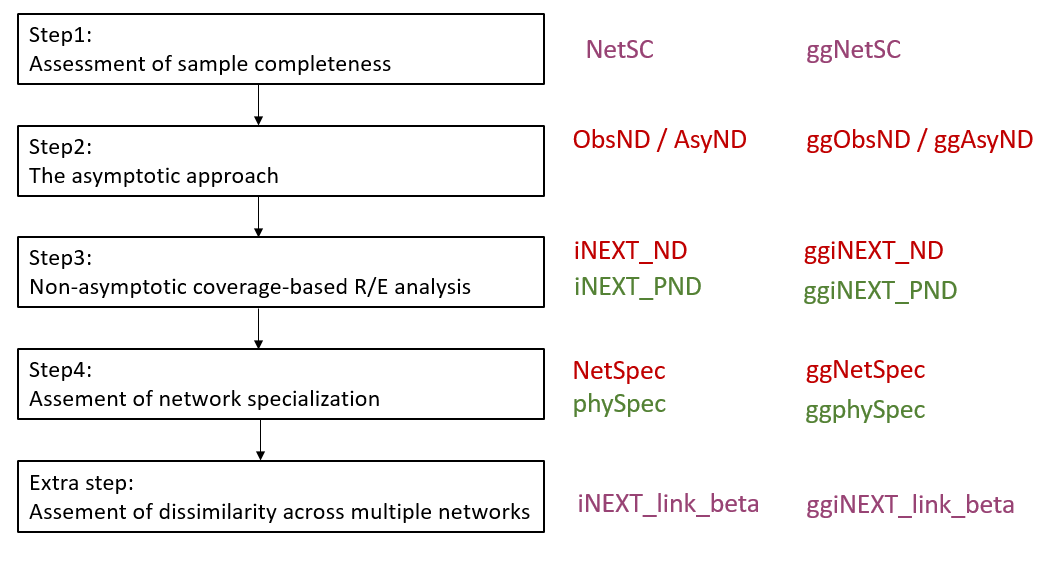 Step1:
Assessment of sample completeness
NetSC
ggNetSC
Step2:
The asymptotic approach
ObsND / AsyND
ggObsND / ggAsyND
Step3:
Non-asymptotic coverage-based R/E analysis
iNEXT_ND
ggiNEXT_ND
iNEXT_PND
ggiNEXT_PND
Step4:
Assement of network specialization
NetSpec
ggNetSpec
phySpec
ggphySpec
Extra step:
Assement of dissimilarity across multiple networks
iNEXT_link_beta
ggiNEXT_link_beta